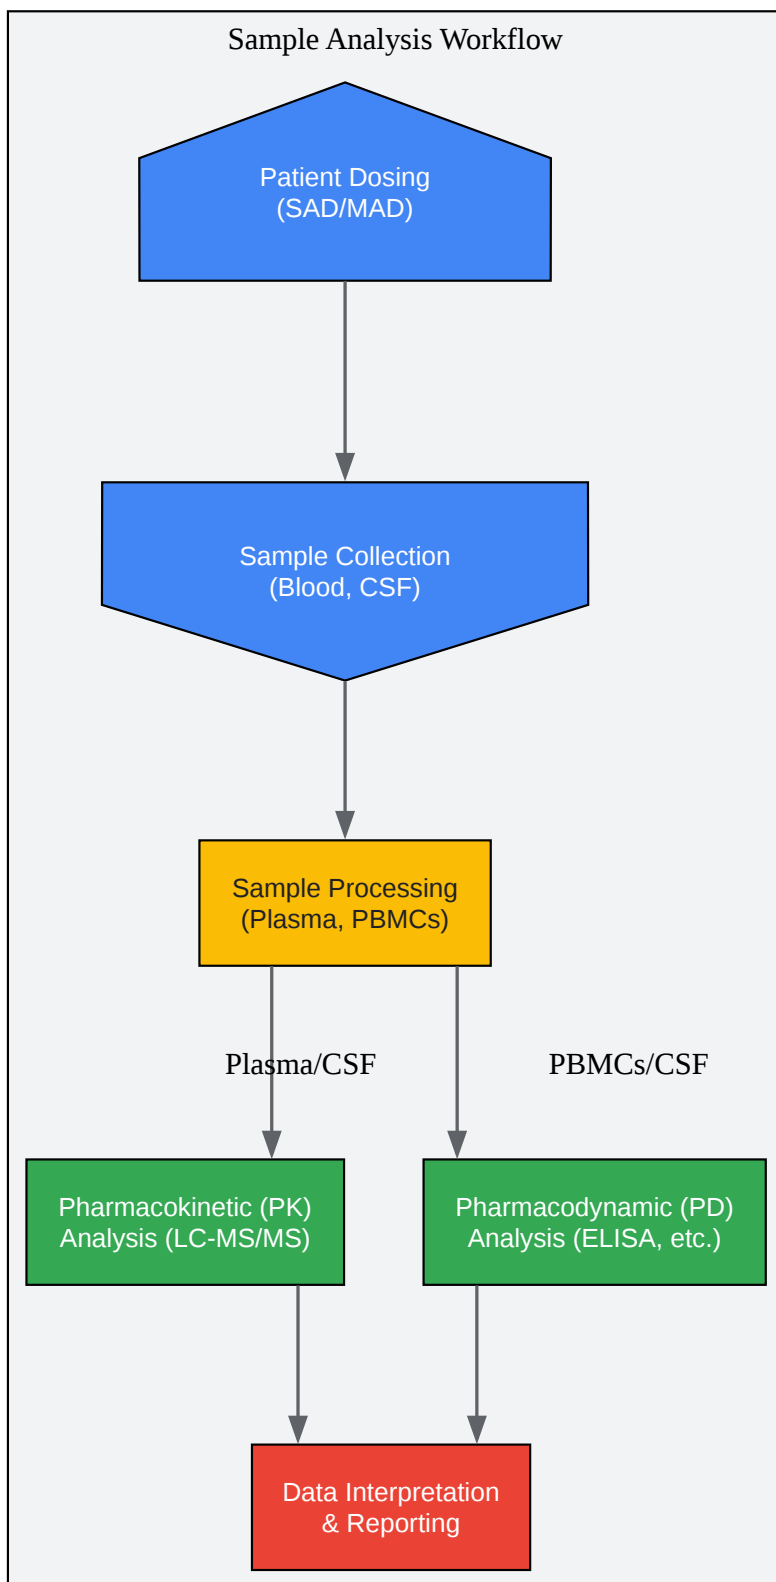 Sample Analysis Workflow
Patient Dosing
(SAD/MAD)
Sample Collection
(Blood, CSF)
Sample Processing
(Plasma, PBMCs)
Plasma/CSF
PBMCs/CSF
Pharmacokinetic (PK)
Analysis (LC-MS/MS)
Pharmacodynamic (PD)
Analysis (ELISA, etc.)
Data Interpretation
& Reporting